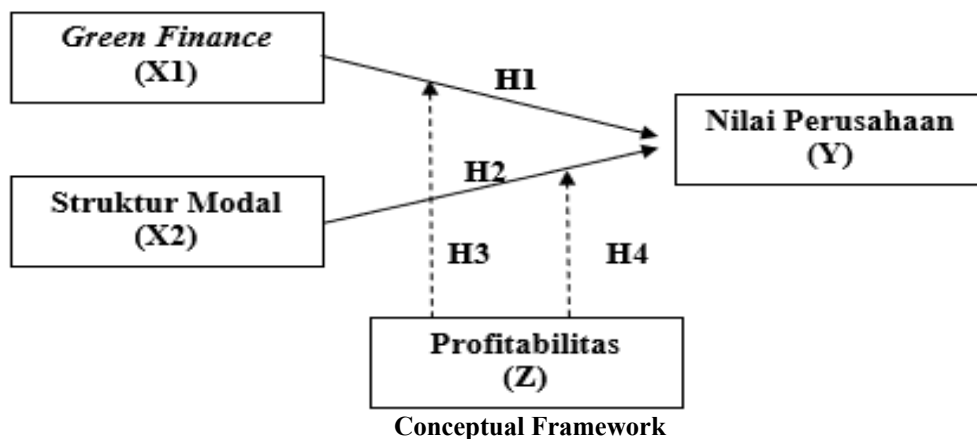 Green Finance
(X1)
H1
Nilai Perusahaan
(Y)
H2
Struktur Modal
(X2)
H3
H4
Profitabilitas
(Z)
Conceptual Framework